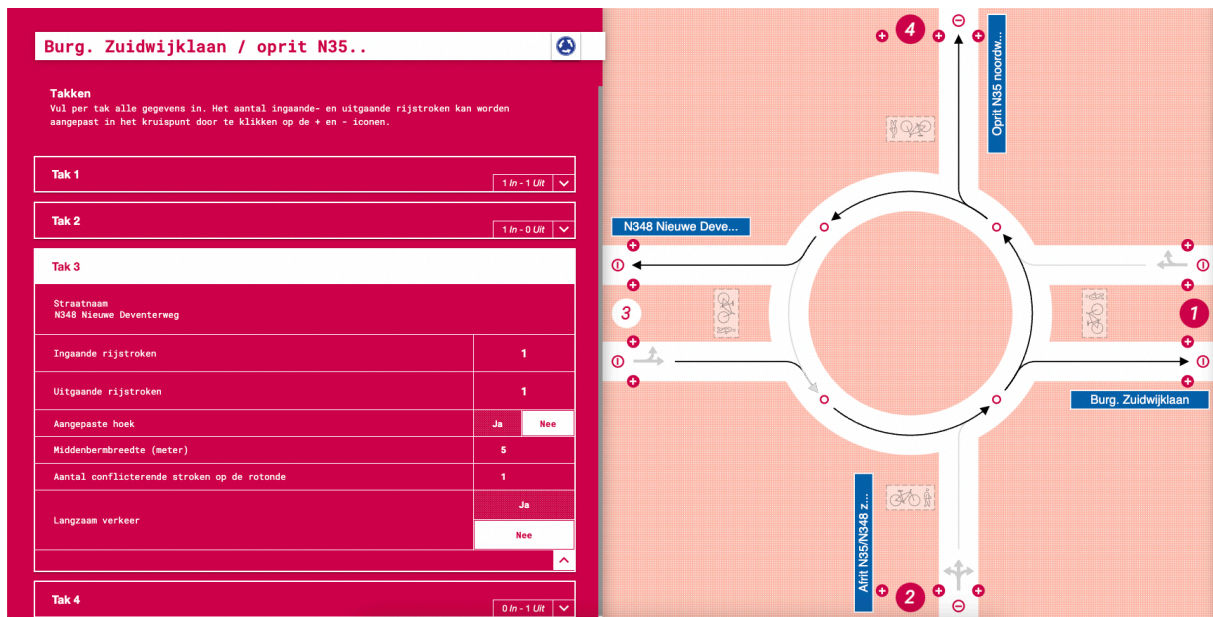 Burg. Zuidwijklaan / oprit N35..
Takken
Vul per tak alle gegevens in. Het aantal ingaande- en uitgaande rijstroken kan worden
aangepast in het kruispunt door te klikken op de + en - iconen.
Tak 1
1 In - 1 Uit
Tak 2
1 In - 0 Uit
Tak 3
Straatnaam
N348 Nieuwe Deventerweg
Ingaande rijstroken 1
Uitgaande rijstroken 1
Aangepaste hoek Ja Nee
Middenbermbreedte (meter) 5
Aantal conflicterende stroken op de rotonde 1
Langzaam verkeer Ja
Nee
Tak 4
0 In - 1 Uit
4
Oprit N35 noordw...
N348 Nieuwe Deve...
3
1
Burg. Zuidwijklaan
Afrit N35/N348 z...
2